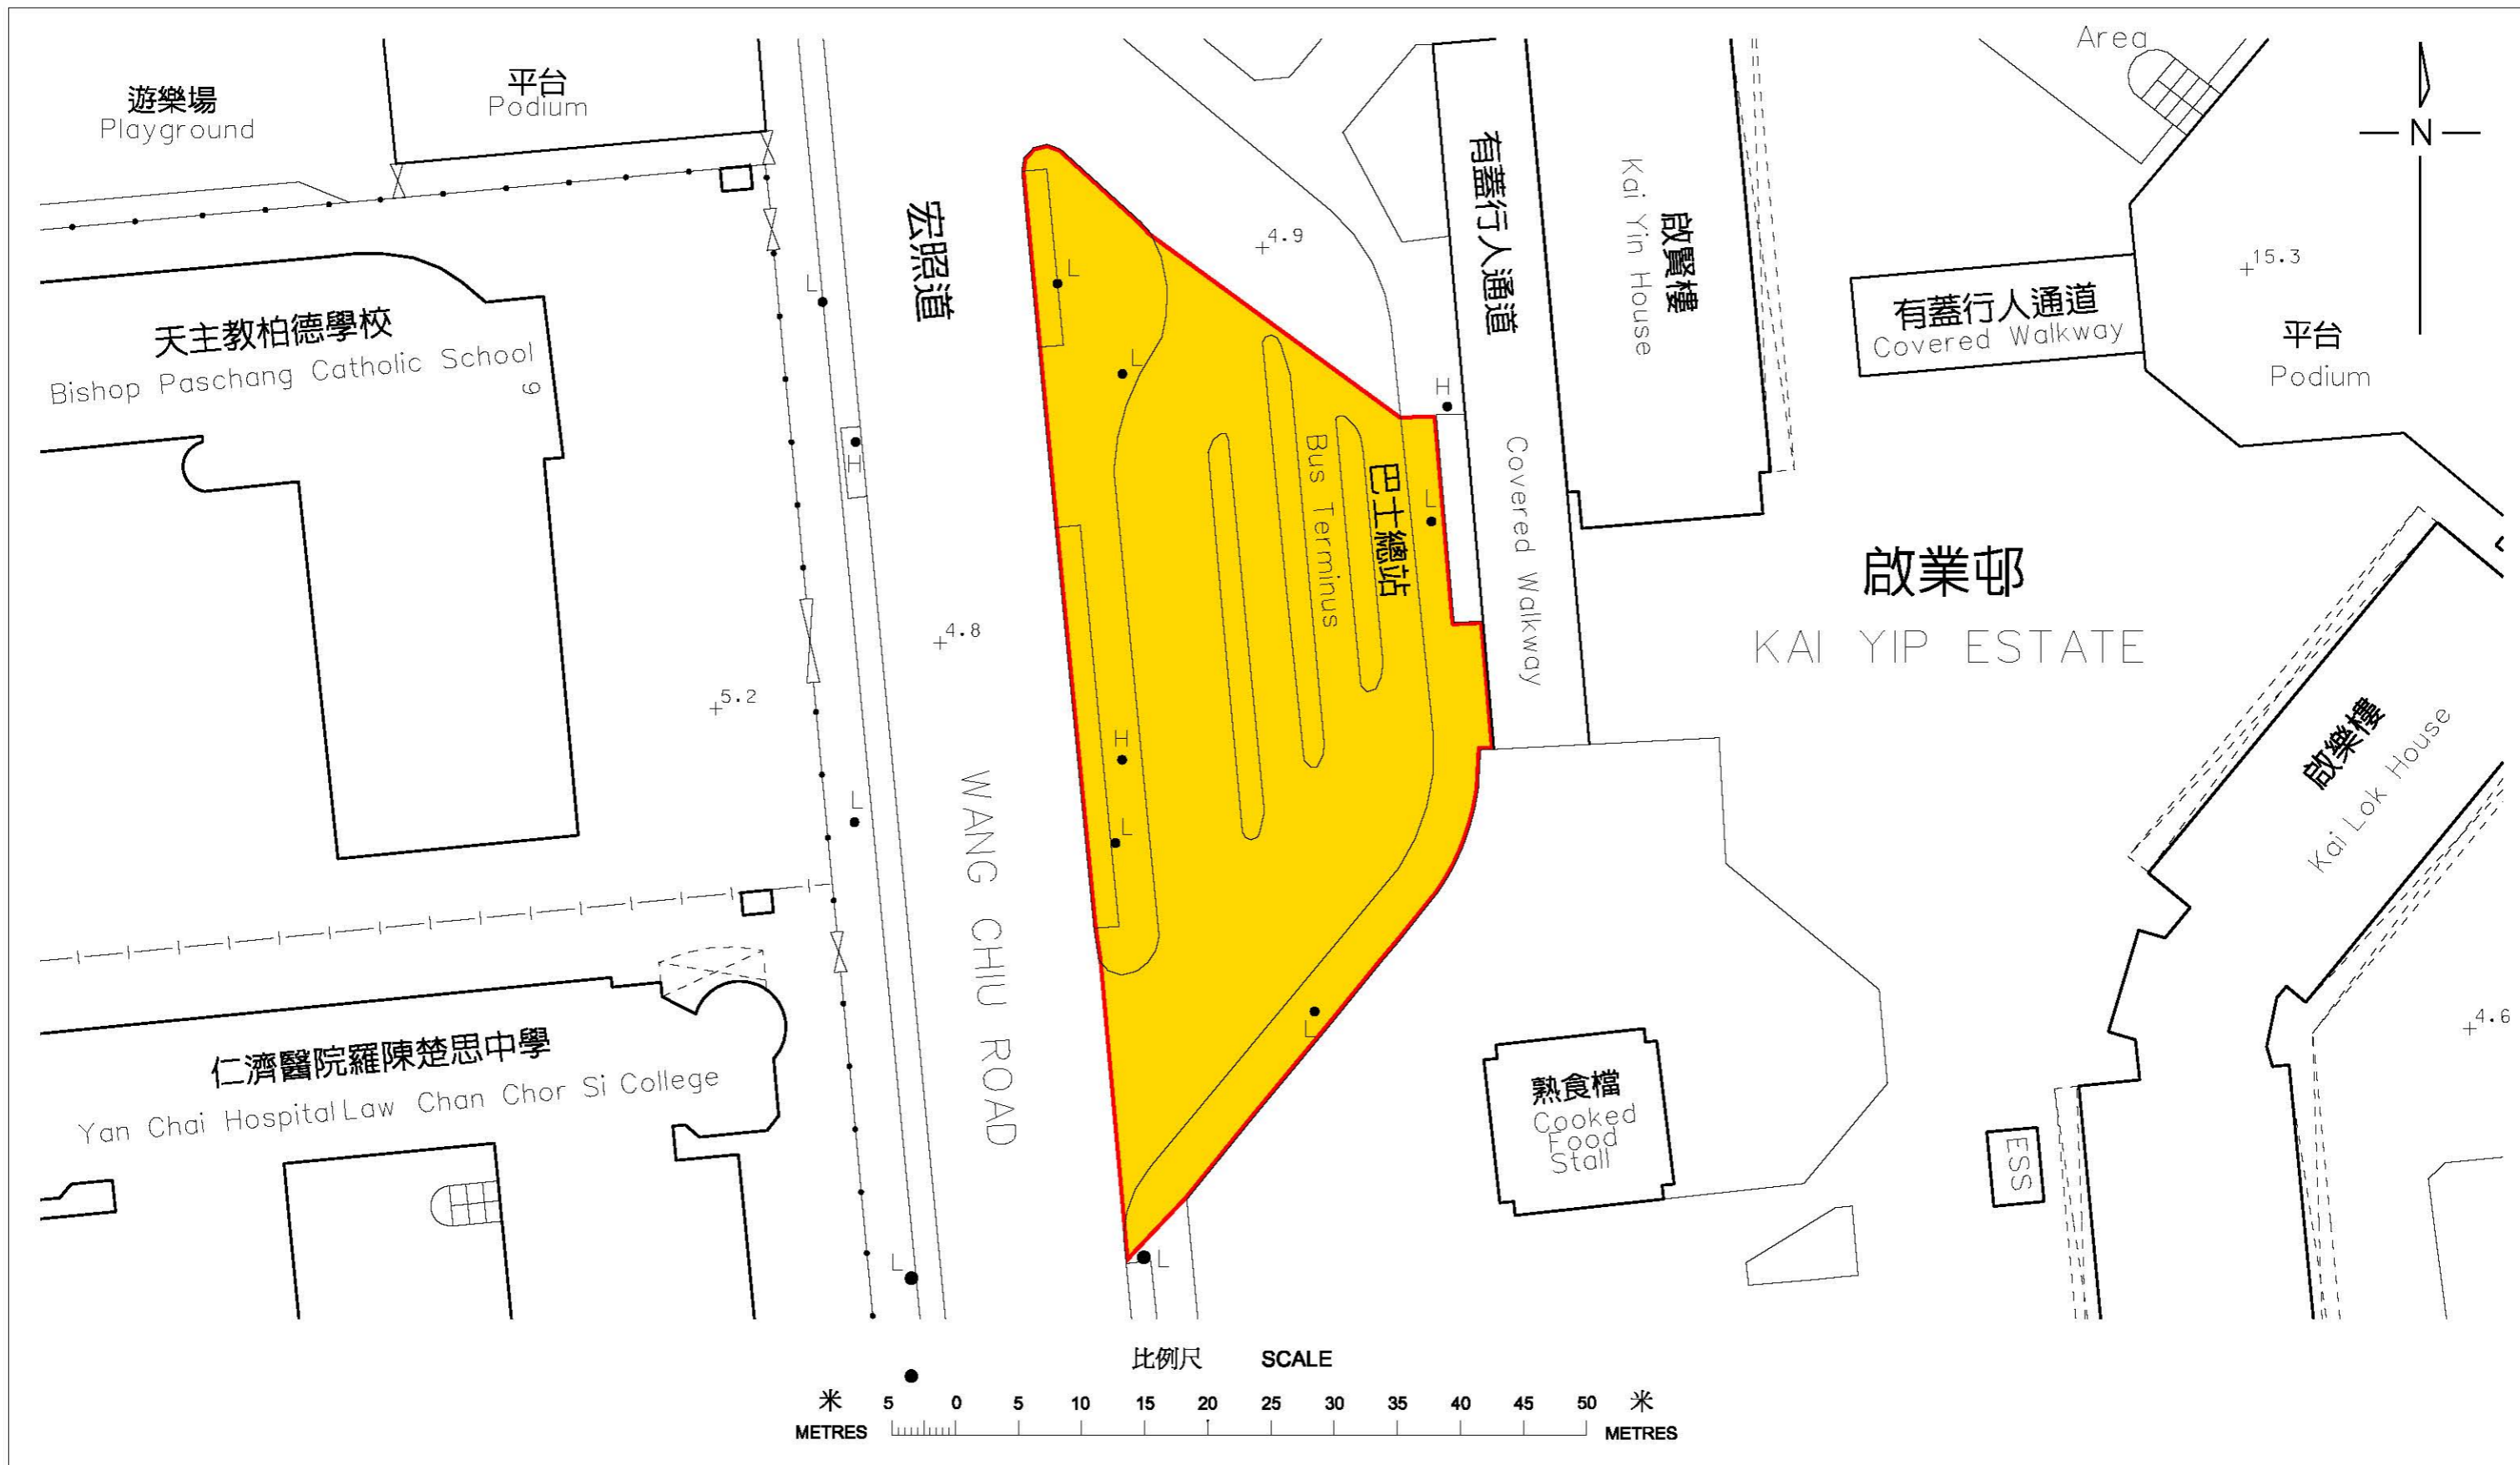 遊樂場
Playground
平台
Podium
Area
N
宏照道
有蓋行人通道
Kai Yin House
啟賢樓
+4.9
+15.3
有蓋行人通道
Covered Walkway
平台
Podium
天主教柏德學校
Bishop Paschang Catholic School
9
L
L
L
H
H
L
Bus Terminus
巴士總站
Covered Walkway
啟業邨
KAI YIP ESTATE
+4.8
+5.2
H
L
L
WANG CHIU ROAD
啟樂樓
Kai Lok House
L
+4.6
仁濟醫院羅陳楚思中學
Yan Chai Hospital Law Chan Chor Si College
熟食檔
Cooked
Food
Stall
ESS
L
L
比例尺 SCALE
米 5 0 5 10 15 20 25 30 35 40 45 50 米
METRES METRES